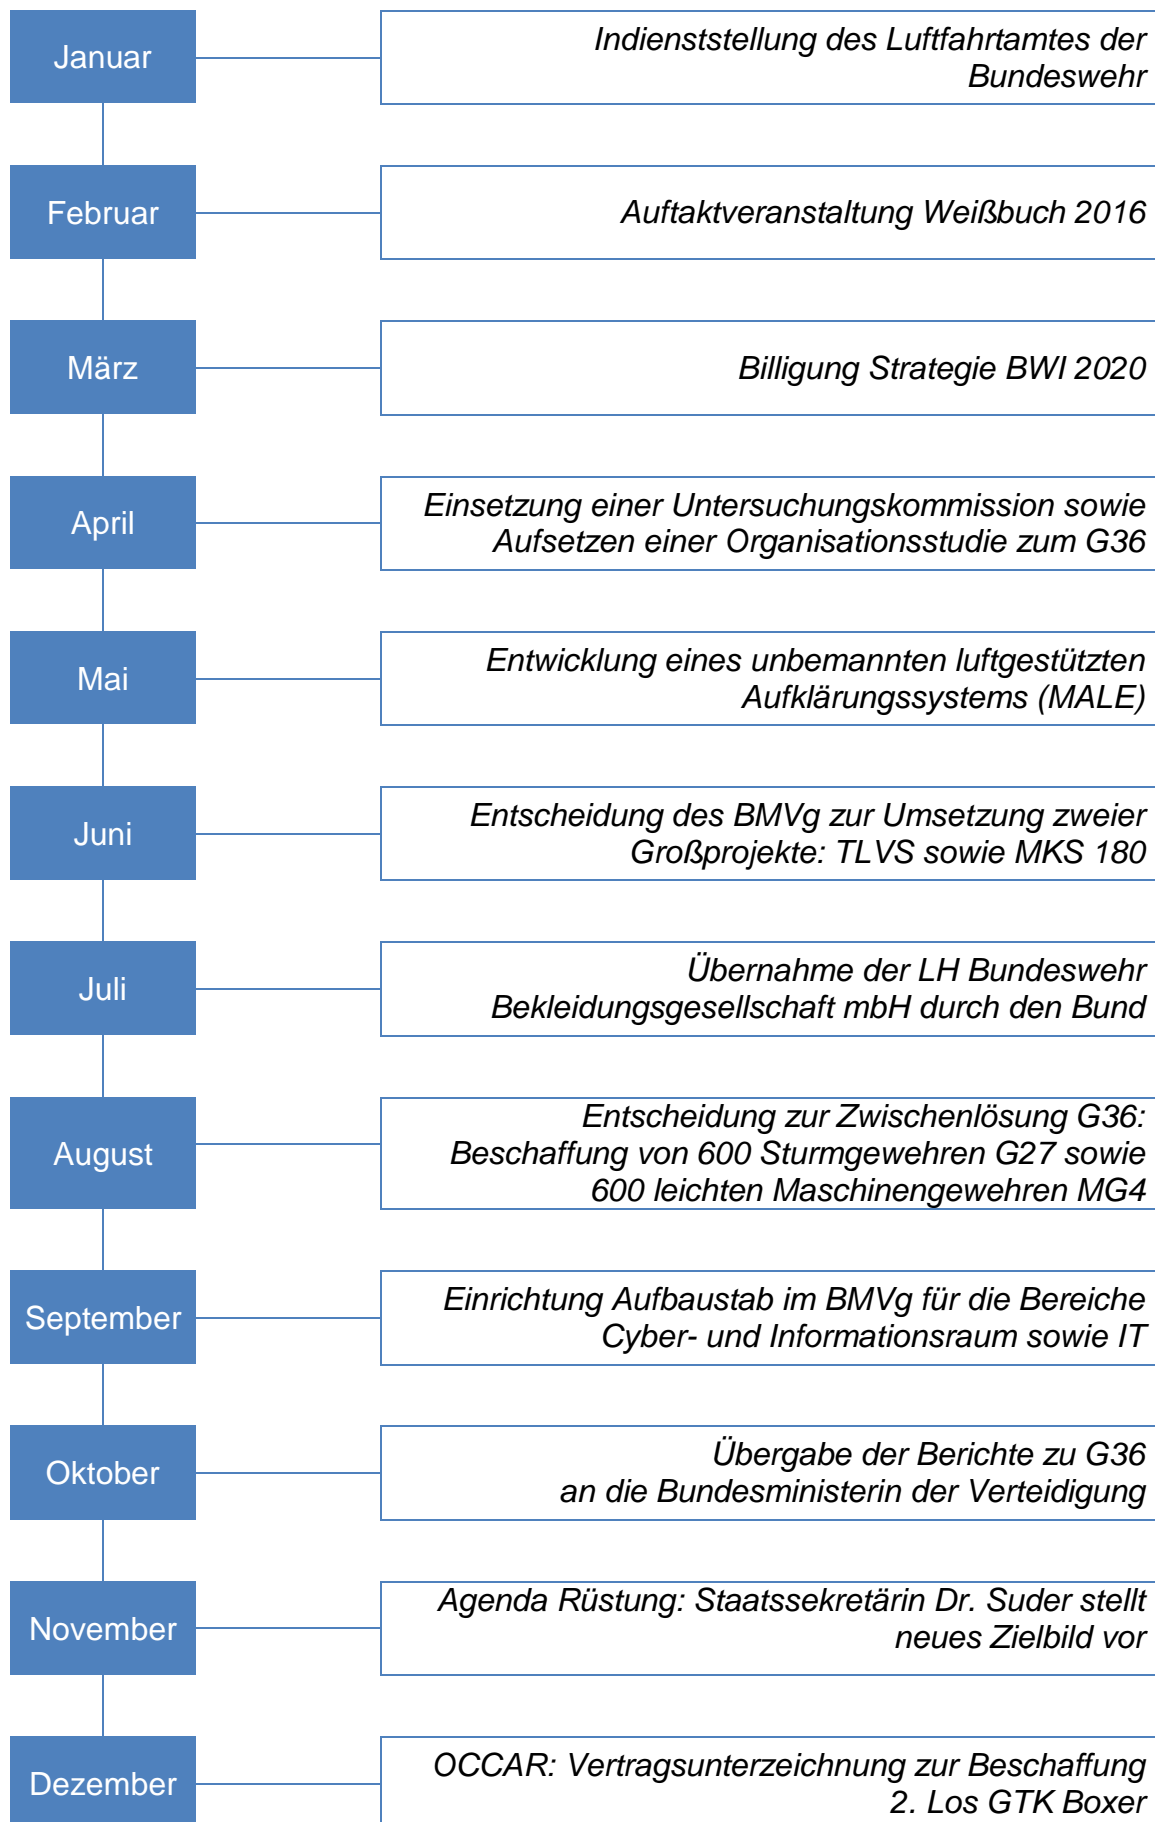 Januar
Indienststellung des Luftfahrtamtes der
Bundeswehr
Februar
Auftaktveranstaltung Weißbuch 2016
März
Billigung Strategie BWI 2020
April
Einsetzung einer Untersuchungskommission sowie
Aufsetzen einer Organisationsstudie zum G36
Mai
Entwicklung eines unbemannten luftgestützten
Aufklärungssystems (MALE)
Juni
Entscheidung des BMVg zur Umsetzung zweier
Großprojekte: TLVS sowie MKS 180
Juli
Übernahme der LH Bundeswehr
Bekleidungsgesellschaft mbH durch den Bund
August
Entscheidung zur Zwischenlösung G36:
Beschaffung von 600 Sturmgewehren G27 sowie
600 leichten Maschinengewehren MG4
September
Einrichtung Aufbaustab im BMVg für die Bereiche
Cyber- und Informationsraum sowie IT
Oktober
Übergabe der Berichte zu G36
an die Bundesministerin der Verteidigung
November
Agenda Rüstung: Staatssekretärin Dr. Suder stellt
neues Zielbild vor
Dezember
OCCAR: Vertragsunterzeichnung zur Beschaffung
2. Los GTK Boxer